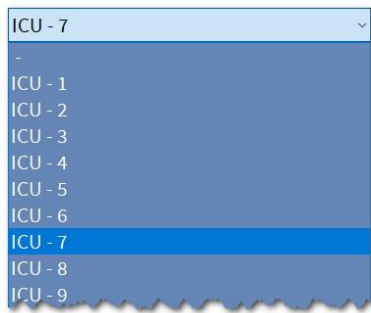 ICU - 7
-
ICU - 1
ICU - 2
ICU - 3
ICU - 4
ICU - 5
ICU - 6
ICU - 7
ICU - 8
ICU - 9